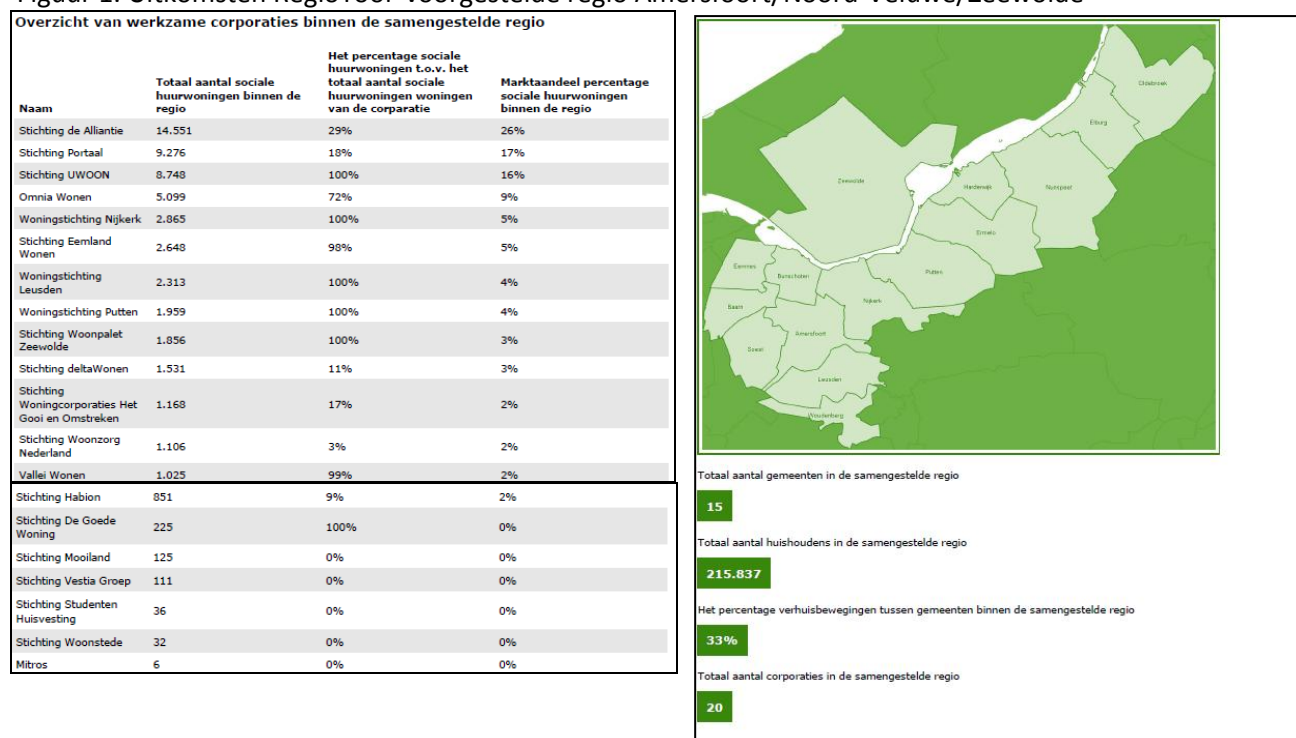 Figuur 1: Uitkomsten RegioTool voorgestelde regio Amersfoort/Noord-Veluwe/Zeewolde
Overzicht van werkzame corporaties binnen de samengestelde regio
Naam
Totaal aantal sociale
huurwoningen binnen de
regio
Het percentage sociale
huurwoningen t.o.v. het
totaal aantal sociale
huurwoningen woningen
van de corparatie
Marktaandeel percentage
sociale huurwoningen
binnen de regio
Stichting de Alliantie 14.551 29% 26%
Stichting Portaal 9.276 18% 17%
Stichting UWOON 8.748 100% 16%
Omnia Wonen 5.099 72% 9%
Woningstichting Nijkerk 2.865 100% 5%
Stichting Eemland
Wonen 2.648 98% 5%
Woningstichting
Leusden 2.313 100% 4%
Woningstichting Putten 1.959 100% 4%
Stichting Woonpalet
Zeewolde 1.856 100% 3%
Stichting deltaWonen 1.531 11% 3%
Stichting
Woningcorporaties Het
Gooi en Omstreken 1.168 17% 2%
Stichting Woonzorg
Nederland 1.106 3% 2%
Vallei Wonen 1.025 99% 2%
Stichting Habion 851 9% 2%
Stichting De Goede
Woning 225 100% 0%
Stichting Mooiland 125 0% 0%
Stichting Vestia Groep 111 0% 0%
Stichting Studenten
Huisvesting 36 0% 0%
Stichting Woonstede 32 0% 0%
Mitros 6 0% 0%
Oldebroek
Elburg
Zeewolde
Harderwijk
Nunspeet
Ermelo
Putten
Eemnes
Bunschoten
Baarn
Nijkerk
Amersfoort
Soest
Leusden
Woudenberg
Totaal aantal gemeenten in de samengestelde regio
15
Totaal aantal huishoudens in de samengestelde regio
215.837
Het percentage verhuisbewegingen tussen gemeenten binnen de samengestelde regio
33%
Totaal aantal corporaties in de samengestelde regio
20